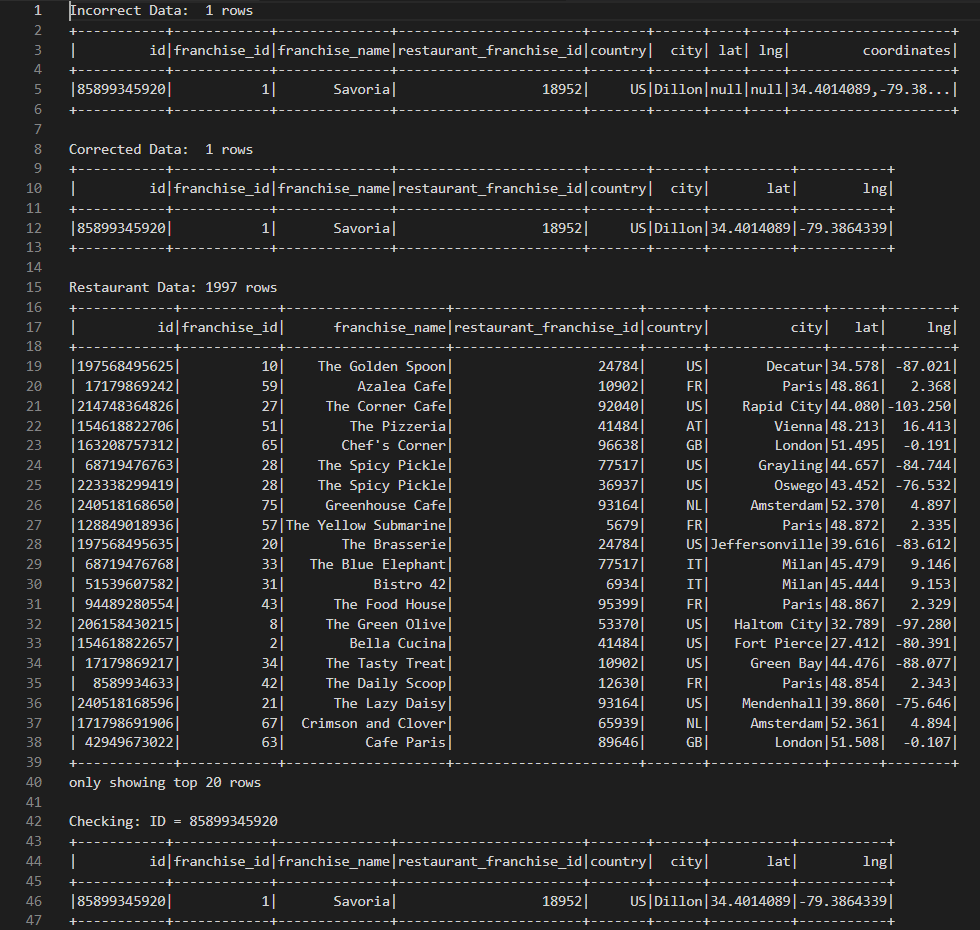 1 Incorrect Data:  1 rows
2 +-----------+------------+--------------+-----------------------+-------+------+----+----+--------------------+
3 |         id|franchise_id|franchise_name|restaurant_franchise_id|country|  city| lat| lng|         coordinates|
4 +-----------+------------+--------------+-----------------------+-------+------+----+----+--------------------+
5 |85899345920|           1|       Savoria|                  18952|     US|Dillon|null|null|34.4014089,-79.38...|
6 +-----------+------------+--------------+-----------------------+-------+------+----+----+--------------------+
7
8 Corrected Data:  1 rows
9 +-----------+------------+--------------+-----------------------+-------+------+----------+-----------+
10 |         id|franchise_id|franchise_name|restaurant_franchise_id|country|  city|       lat|        lng|
11 +-----------+------------+--------------+-----------------------+-------+------+----------+-----------+
12 |85899345920|           1|       Savoria|                  18952|     US|Dillon|34.4014089|-79.3864339|
13 +-----------+------------+--------------+-----------------------+-------+------+----------+-----------+
14
15 Restaurant Data: 1997 rows
16 +------------+------------+--------------------+-----------------------+-------+--------------+------+--------+
17 |          id|franchise_id|      franchise_name|restaurant_franchise_id|country|          city|   lat|     lng|
18 +------------+------------+--------------------+-----------------------+-------+--------------+------+--------+
19 |197568495625|          10|    The Golden Spoon|                  24784|     US|       Decatur|34.578| -87.021|
20 | 17179869242|          59|         Azalea Cafe|                  10902|     FR|         Paris|48.861|   2.368|
21 |214748364826|          27|     The Corner Cafe|                  92040|     US|    Rapid City|44.080|-103.250|
22 |154618822706|          51|        The Pizzeria|                  41484|     AT|        Vienna|48.213|  16.413|
23 |163208757312|          65|       Chef's Corner|                  96638|     GB|        London|51.495|  -0.191|
24 | 68719476763|          28|    The Spicy Pickle|                  77517|     US|      Grayling|44.657| -84.744|
25 |223338299419|          28|    The Spicy Pickle|                  36937|     US|        Oswego|43.452| -76.532|
26 |240518168650|          75|     Greenhouse Cafe|                  93164|     NL|     Amsterdam|52.370|   4.897|
27 |128849018936|          57|The Yellow Submarine|                   5679|     FR|         Paris|48.872|   2.335|
28 |197568495635|          20|       The Brasserie|                  24784|     US|Jeffersonville|39.616| -83.612|
29 | 68719476768|          33|   The Blue Elephant|                  77517|     IT|         Milan|45.479|   9.146|
30 | 51539607582|          31|           Bistro 42|                   6934|     IT|         Milan|45.444|   9.153|
31 | 94489280554|          43|      The Food House|                  95399|     FR|         Paris|48.867|   2.329|
32 |206158430215|           8|     The Green Olive|                  53370|     US|   Haltom City|32.789| -97.280|
33 |154618822657|           2|        Bella Cucina|                  41484|     US|   Fort Pierce|27.412| -80.391|
34 | 17179869217|          34|     The Tasty Treat|                  10902|     US|     Green Bay|44.476| -88.077|
35 |  8589934633|          42|     The Daily Scoop|                  12630|     FR|         Paris|48.854|   2.343|
36 |240518168596|          21|      The Lazy Daisy|                  93164|     US|    Mendenhall|39.860| -75.646|
37 |171798691906|          67|  Crimson and Clover|                  65939|     NL|     Amsterdam|52.361|   4.894|
38 | 42949673022|          63|          Cafe Paris|                  89646|     GB|        London|51.508|  -0.107|
39 +------------+------------+--------------------+-----------------------+-------+--------------+------+--------+
40 only showing top 20 rows
41
42 Checking: ID = 85899345920
43 +-----------+------------+--------------+-----------------------+-------+------+----------+-----------+
44 |         id|franchise_id|franchise_name|restaurant_franchise_id|country|  city|       lat|        lng|
45 +-----------+------------+--------------+-----------------------+-------+------+----------+-----------+
46 |85899345920|           1|       Savoria|                  18952|     US|Dillon|34.4014089|-79.3864339|
47 +-----------+------------+--------------+-----------------------+-------+------+----------+-----------+